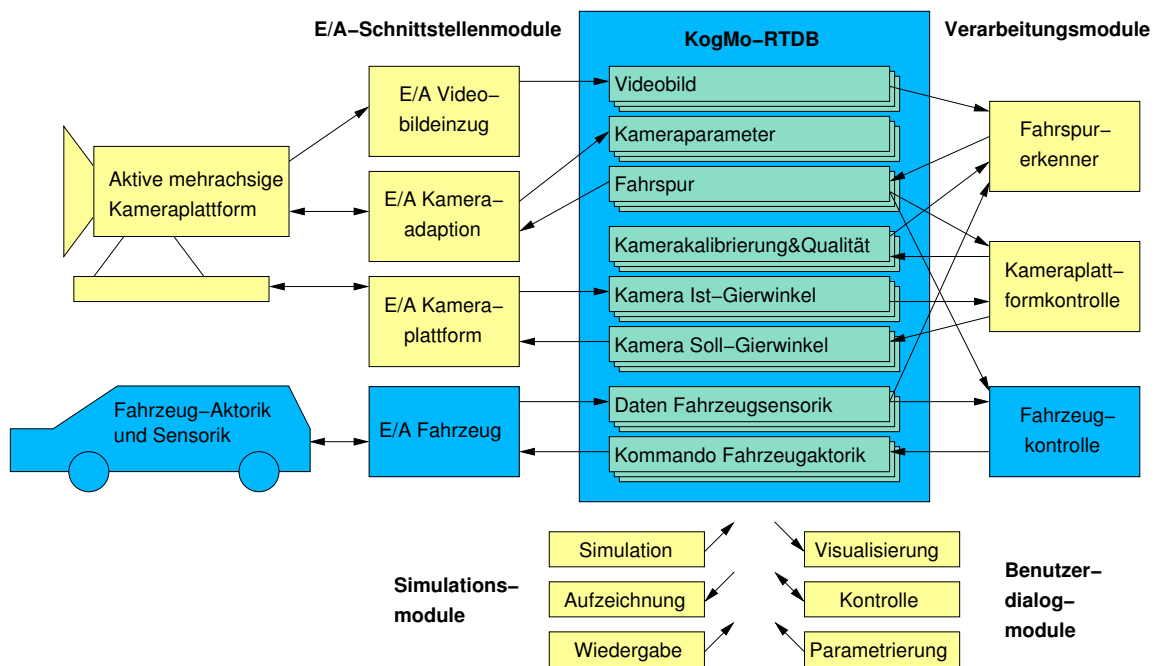 E/A−Schnittstellenmodule
KogMo−RTDB
Verarbeitungsmodule
Aktive mehrachsige
Kameraplattform
E/A Video−
bildeinzug
E/A Kamera−
adaption
E/A Kamera−
plattform
Fahrzeug−Aktorik
und Sensorik
E/A Fahrzeug
Videobild
Kameraparameter
Fahrspur
Kamerakalibrierung&Qualität
Kamera Ist−Gierwinkel
Kamera Soll−Gierwinkel
Daten Fahrzeugsensorik
Kommando Fahrzeugaktorik
Fahrspur−
erkenner
Kameraplatt−
formkontrolle
Fahrzeug−
kontrolle
Simulations−
module
Simulation
Aufzeichnung
Wiedergabe
Visualisierung
Kontrolle
Parametrierung
Benutzer−
dialog−
module